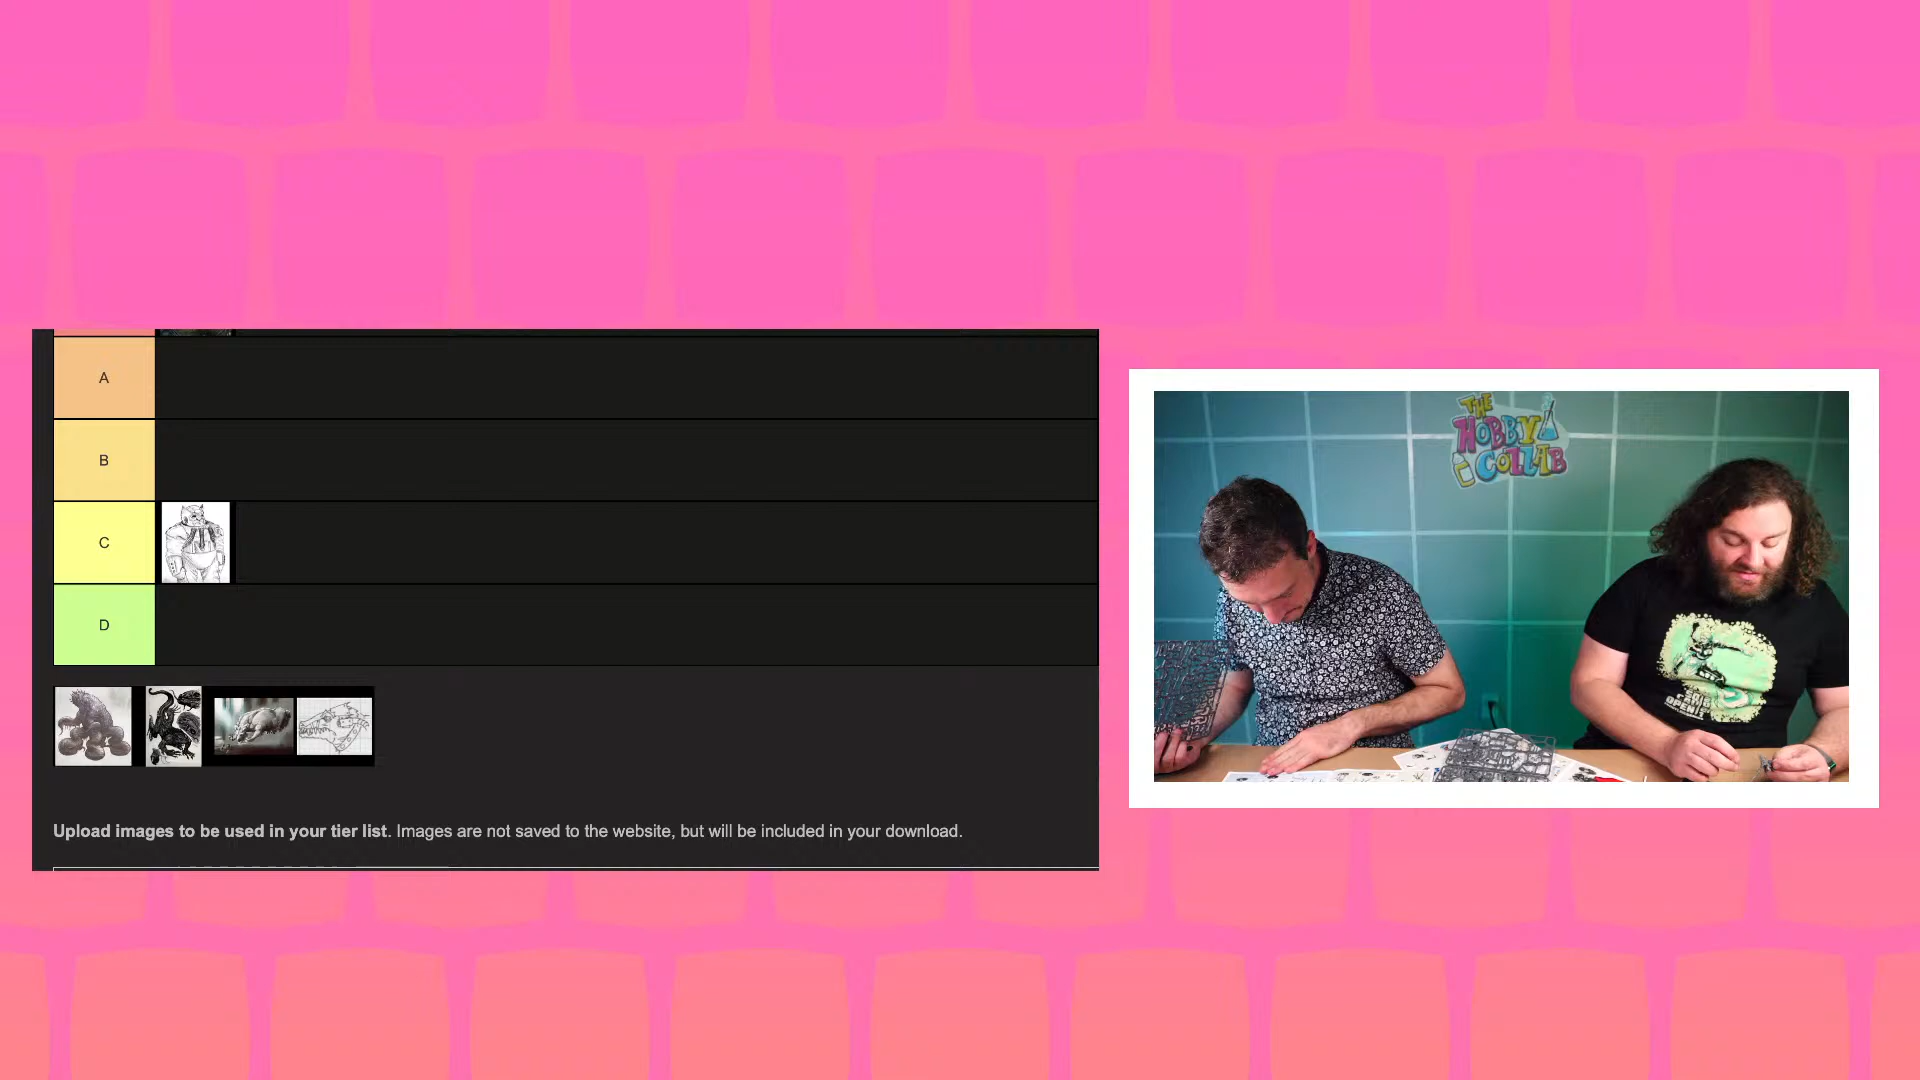 A
B
C
D
Upload images to be used in your tier list. Images are not saved to the website, but will be included in your download.
THE
HOBBY
COLLAB